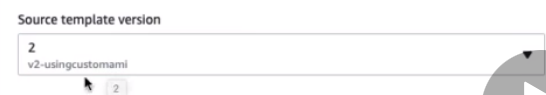 Source template version
2
v2-usingcustomami
2